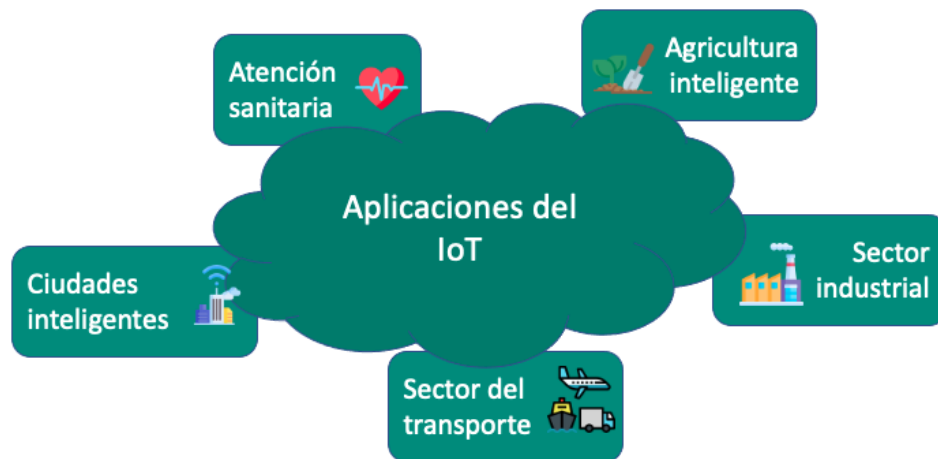 Atención
sanitaria
Agricultura
inteligente
Aplicaciones del
IoT
Ciudades
inteligentes
Sector
industrial
Sector del
transporte